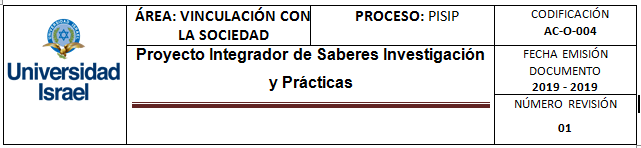 Universidad
Israel
ÁREA: VINCULACIÓN CON
LA SOCIEDAD
PROCESO: PISIP
Proyecto Integrador de Saberes Investigación
y Prácticas
CODIFICACIÓN
AC-O-004
FECHA EMISIÓN
DOCUMENTO
2019 - 2019
NÚMERO REVISIÓN
01